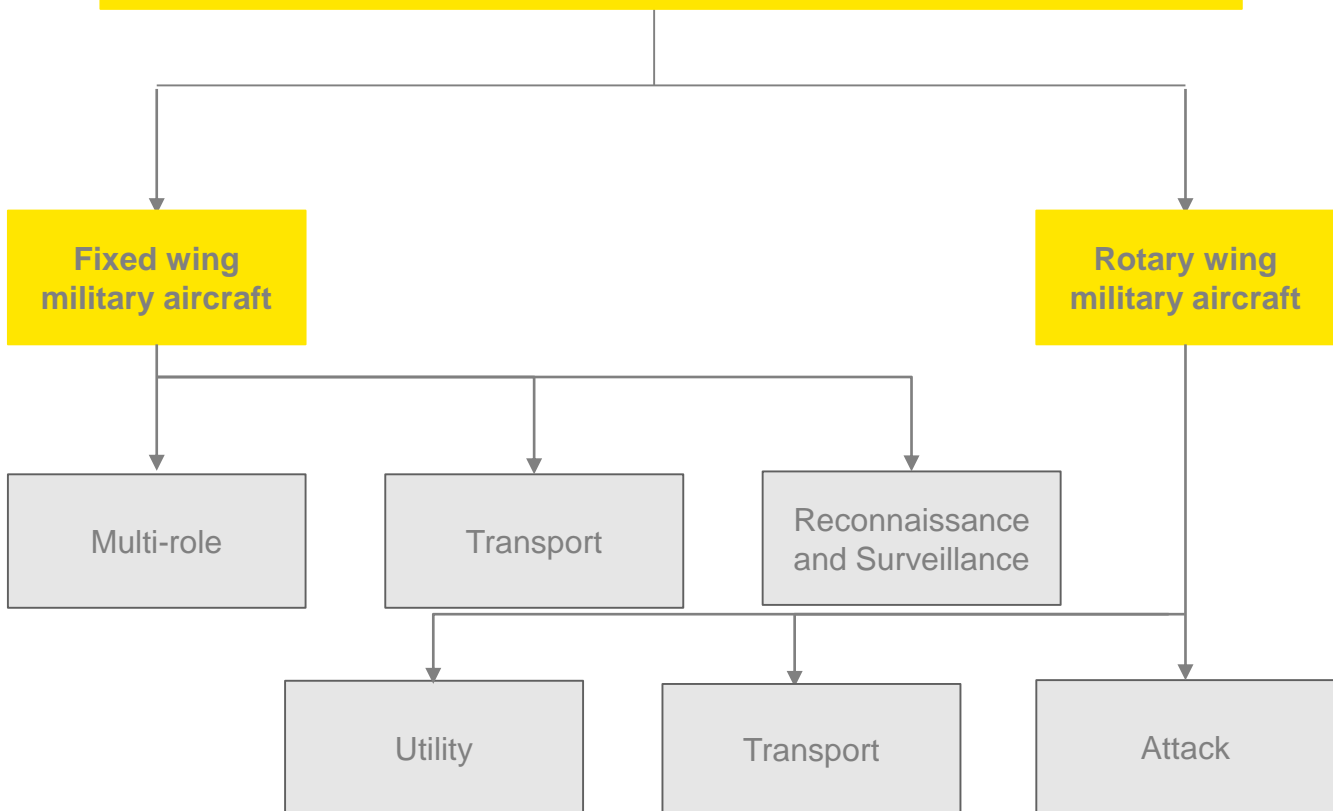 Fixed wing
military aircraft
Rotary wing
military aircraft
Multi-role
Transport
Reconnaissance
and Surveillance
Utility
Transport
Attack